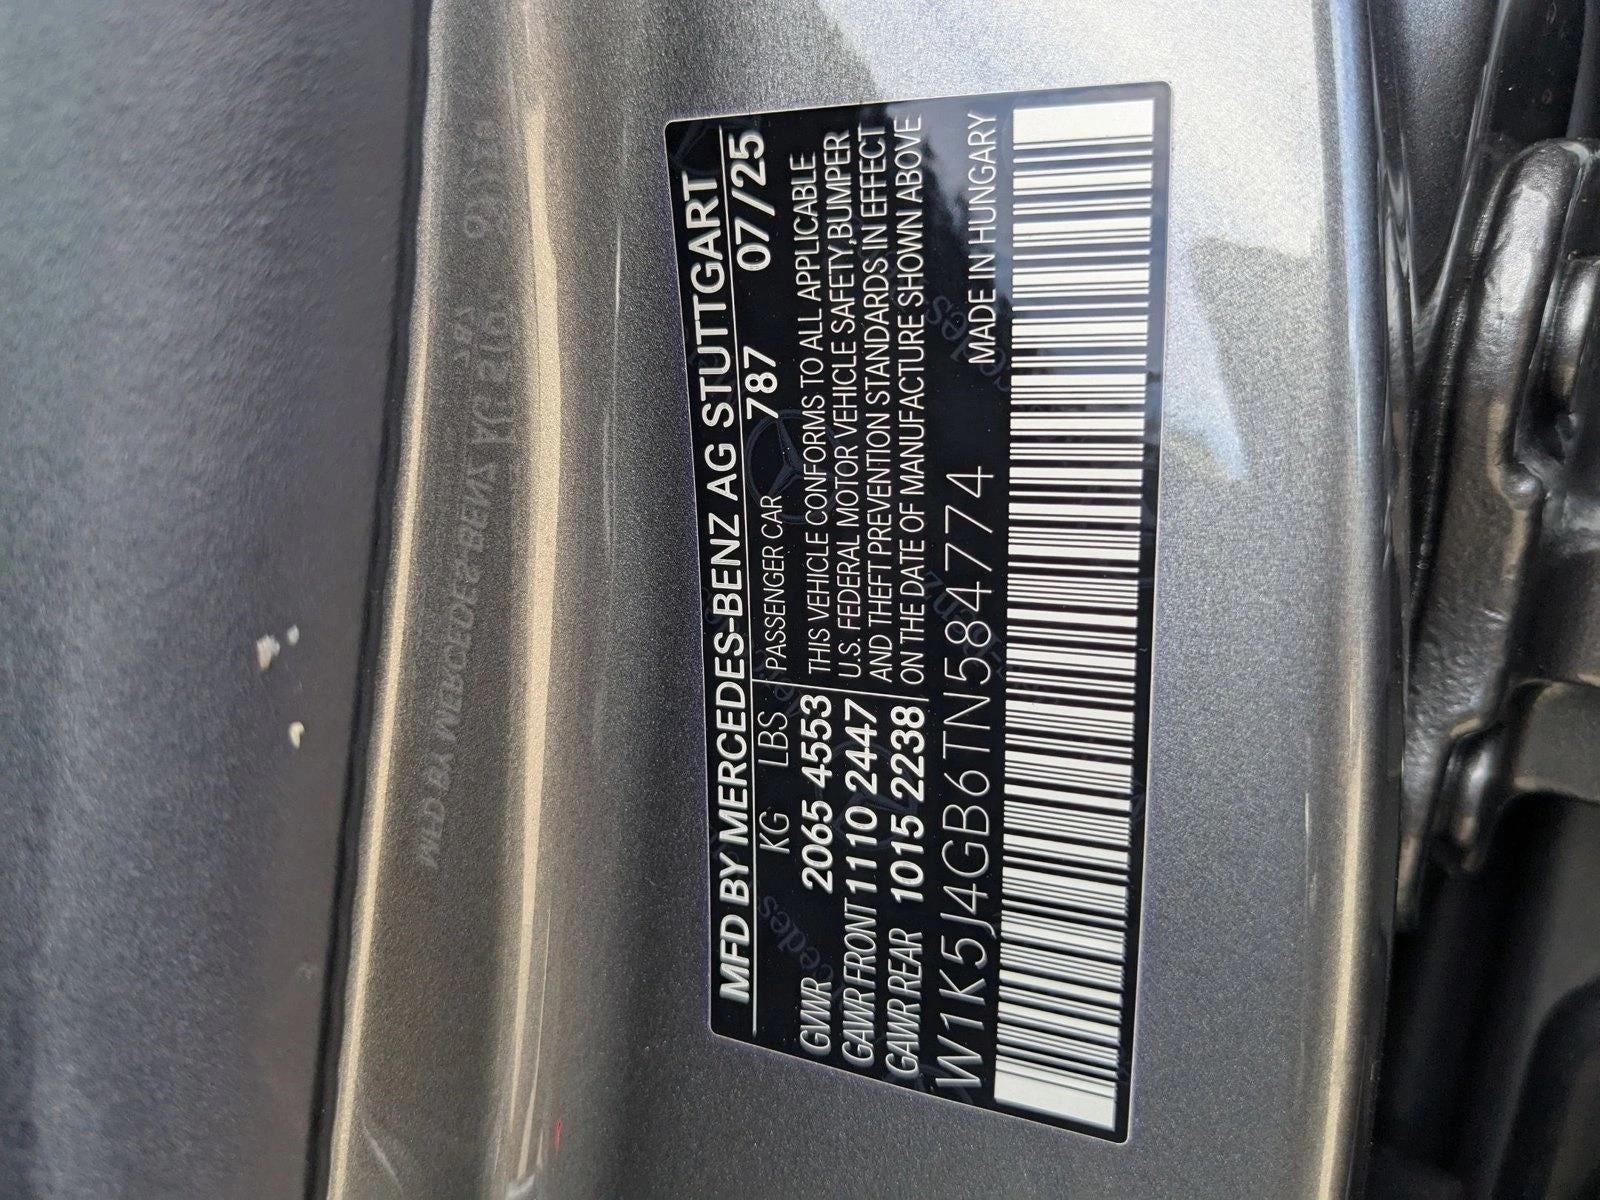 MFD BY MERCEDES-BENZ AG STUTTGART
KG LBS PASSENGER CAR 787 07/25
GVWR 2065 4553
GAWR FRONT 1110 2447
GAWR REAR 1015 2238
THIS VEHICLE CONFORMS TO ALL APPLICABLE
U.S. FEDERAL MOTOR VEHICLE SAFETY,BUMPER
AND THEFT PREVENTION STANDARDS IN EFFECT
ON THE DATE OF MANUFACTURE SHOWN ABOVE
W1K5J4GB6TN584774 MADE IN HUNGARY